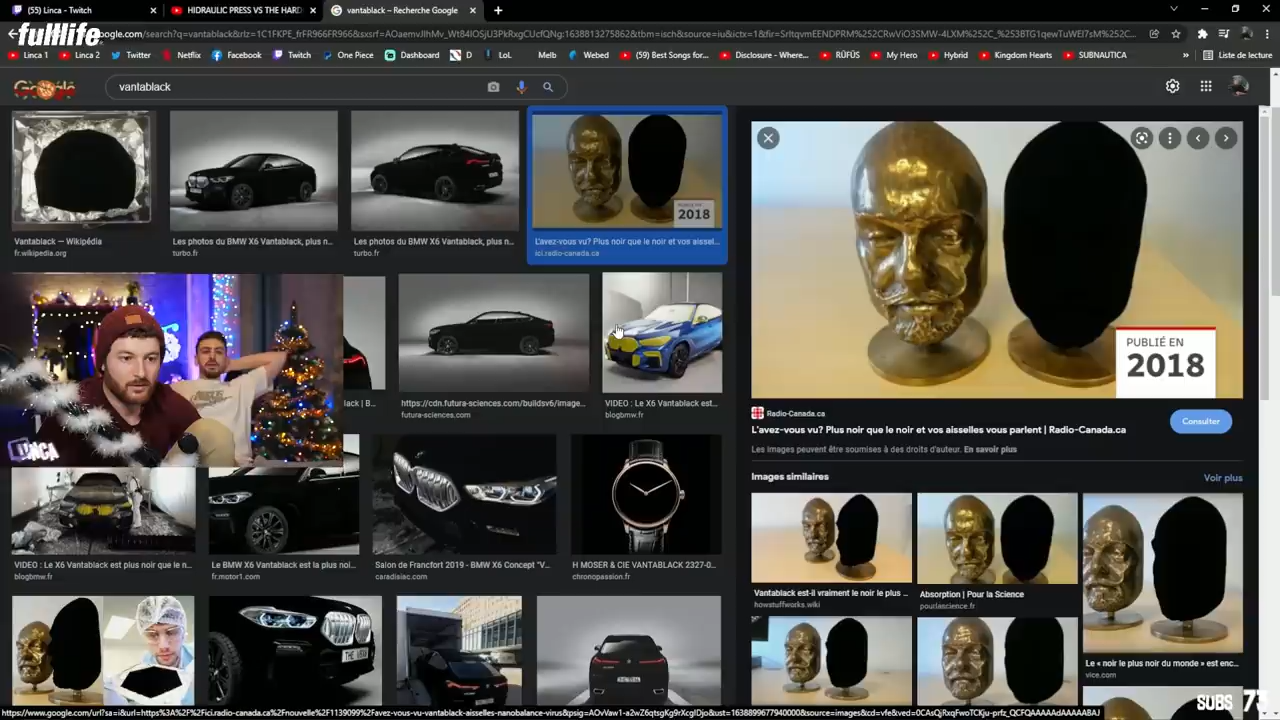 (55) Linca - Twitch
HIDRAULIC PRESS VS THE HARD
vantablack – Recherche Google
fulllife
.com/search?q=vantablack&rlz=1C1FKPE_frFR966FR966&sxsrf=
Linca 1
Linca 2
Twitter
Netflix
Facebook
Twitch
One Piece
Dashboard
D
LoL
Melb
Webed
(59) Best Songs for...
Disclosure - Where...
RÜFÜS
My Hero
Hybrid
Kingdom Hearts
SUBNAUTICA
»
Liste de lecture
Google
vantablack
2018
Vantablack — Wikipédia
fr.wikipedia.org
Les photos du BMW X6 Vantablack, plus n...
turbo.fr
Les photos du BMW X6 Vantablack, plus n...
turbo.fr
L'avez-vous vu? Plus noir que le noir et vos aissel...
ici.radio-canada.ca
PUBLIÉ EN
2018
Radio-Canada.ca
L'avez-vous vu? Plus noir que le noir et vos aisselles vous parlent | Radio-Canada.ca
Consulter
Les images peuvent être soumises à des droits d'auteur. En savoir plus
lack | B...
https://cdn.futura-sciences.com/buildsv6/image...
futura-sciences.com
VIDEO : Le X6 Vantablack est...
blogbmw.fr
LINCA
Images similaires
Voir plus
VIDEO : Le X6 Vantablack est plus noir que le n...
blogbmw.fr
Le BMW X6 Vantablack est la plus noi...
fr.motor1.com
Salon de Francfort 2019 - BMW X6 Concept "V...
caradisiac.com
H MOSER & CIE VANTABLACK 2327-0...
chronopassion.fr
Vantablack est-il vraiment le noir le plus ...
howstuffworks.wiki
Absorption | Pour la Science
pourlascience.fr
Le « noir le plus noir du monde » est enc...
vice.com
SUBS 73